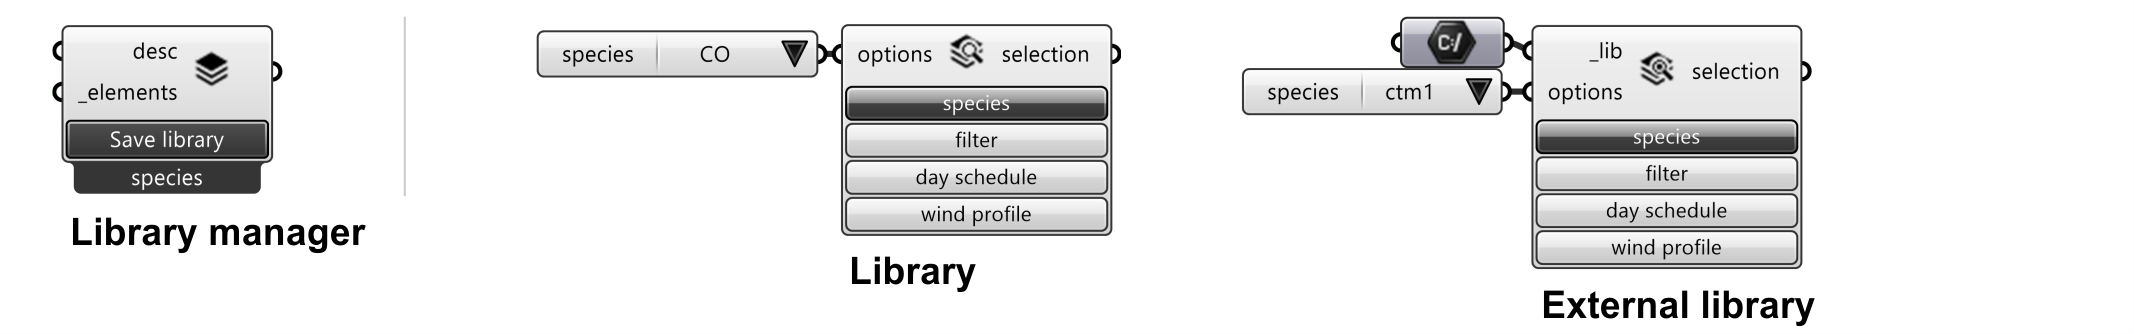 desc
_elements
Save library
species
Library manager
species CO
options selection
species
filter
day schedule
wind profile
Library
C:/
species ctm1
_lib
options
selection
species
filter
day schedule
wind profile
External library